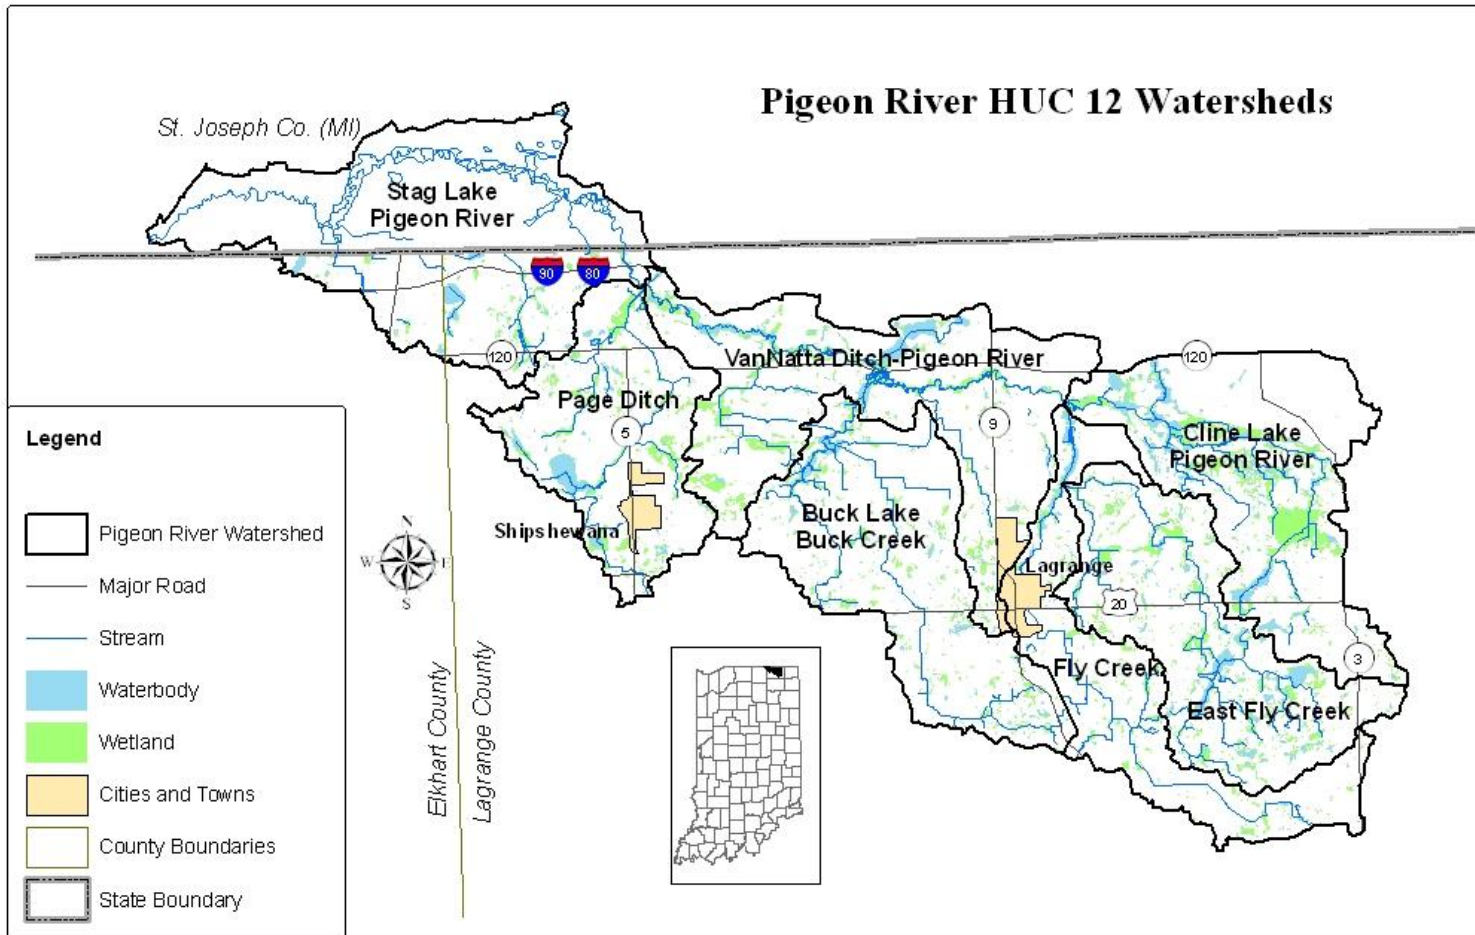 Pigeon River HUC 12 Watersheds
St. Joseph Co. (MI)
Stag Lake
Pigeon River
90
80
120
VanNatta Ditch-Pigeon River
120
Page Ditch
5
9
Cline Lake
Pigeon River
Buck Lake
Buck Creek
Shipshewana
Lagrange
20
Fly Creek
3
East Fly Creek
N
W
E
S
Elkhart County
Lagrange County
Legend
Pigeon River Watershed
Major Road
Stream
Waterbody
Wetland
Cities and Towns
County Boundaries
State Boundary